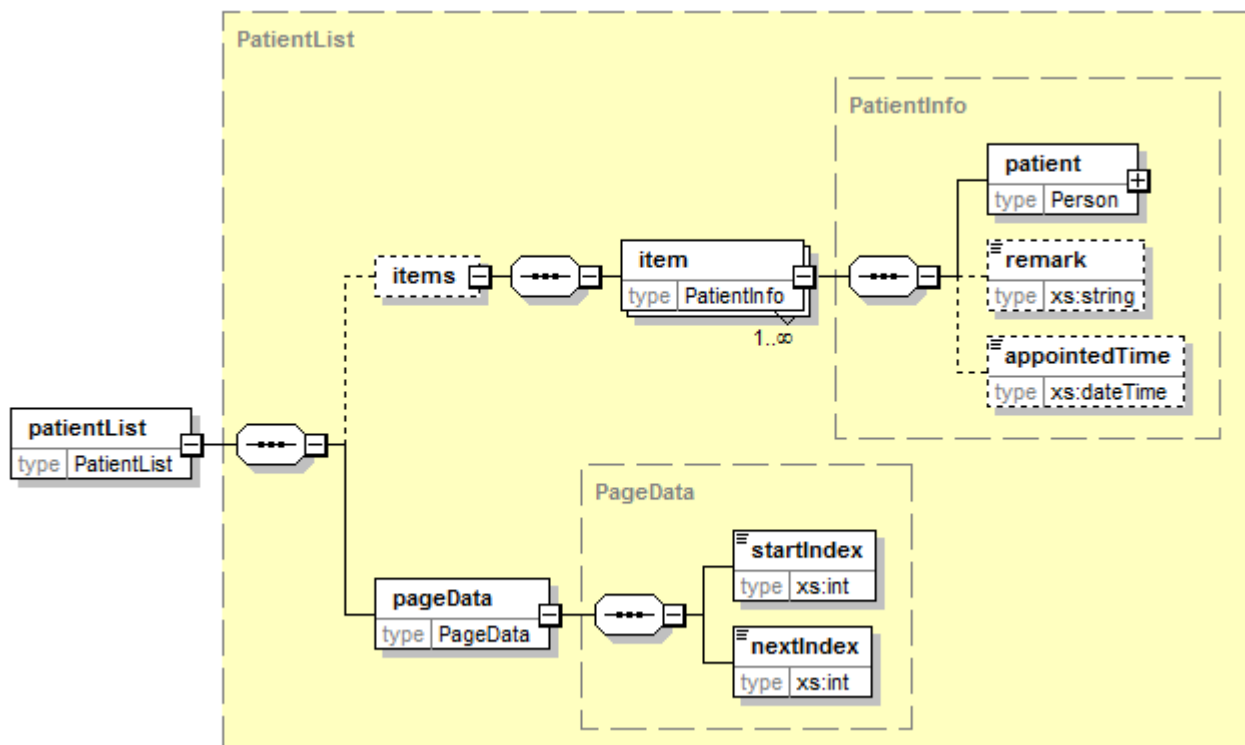 PatientList
PatientInfo
patient
type Person
items
item
type PatientInfo
1..∞
remark
type xs:string
appointedTime
type xs:dateTime
patientList
type PatientList
PageData
pageData
type PageData
startIndex
type xs:int
nextIndex
type xs:int